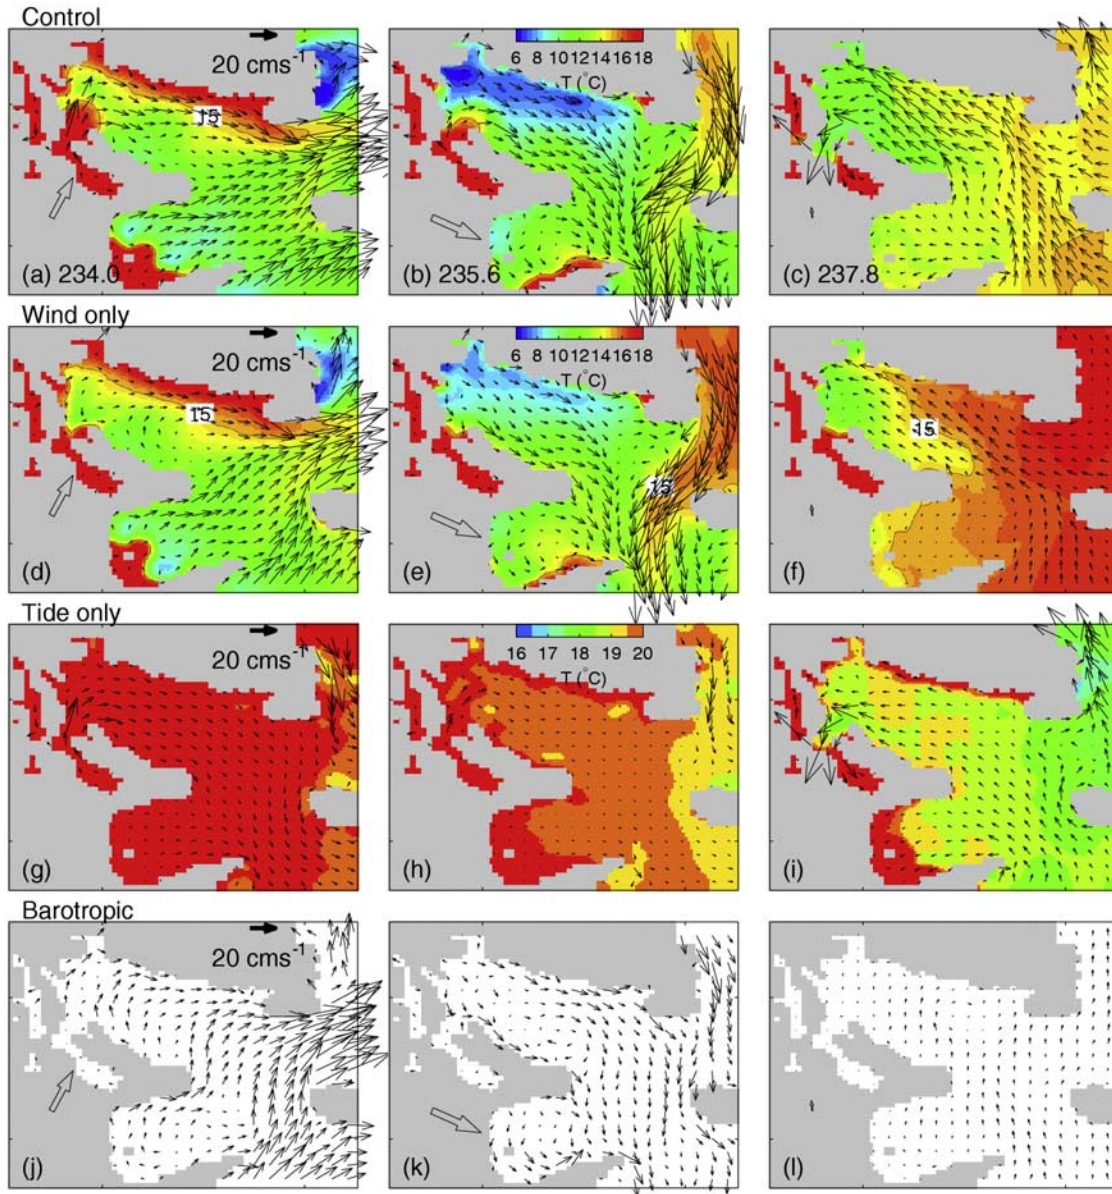 Control
20 cms-1
6 8 10 12 14 16 18
T (°C)
15
(a) 234.0
(b) 235.6
(c) 237.8
Wind only
20 cms-1
6 8 10 12 14 16 18
T (°C)
15
15
15
(d)
(e)
(f)
Tide only
20 cms-1
16 17 18 19 20
T (°C)
(g)
(h)
(i)
Barotropic
20 cms-1
(j)
(k)
(l)